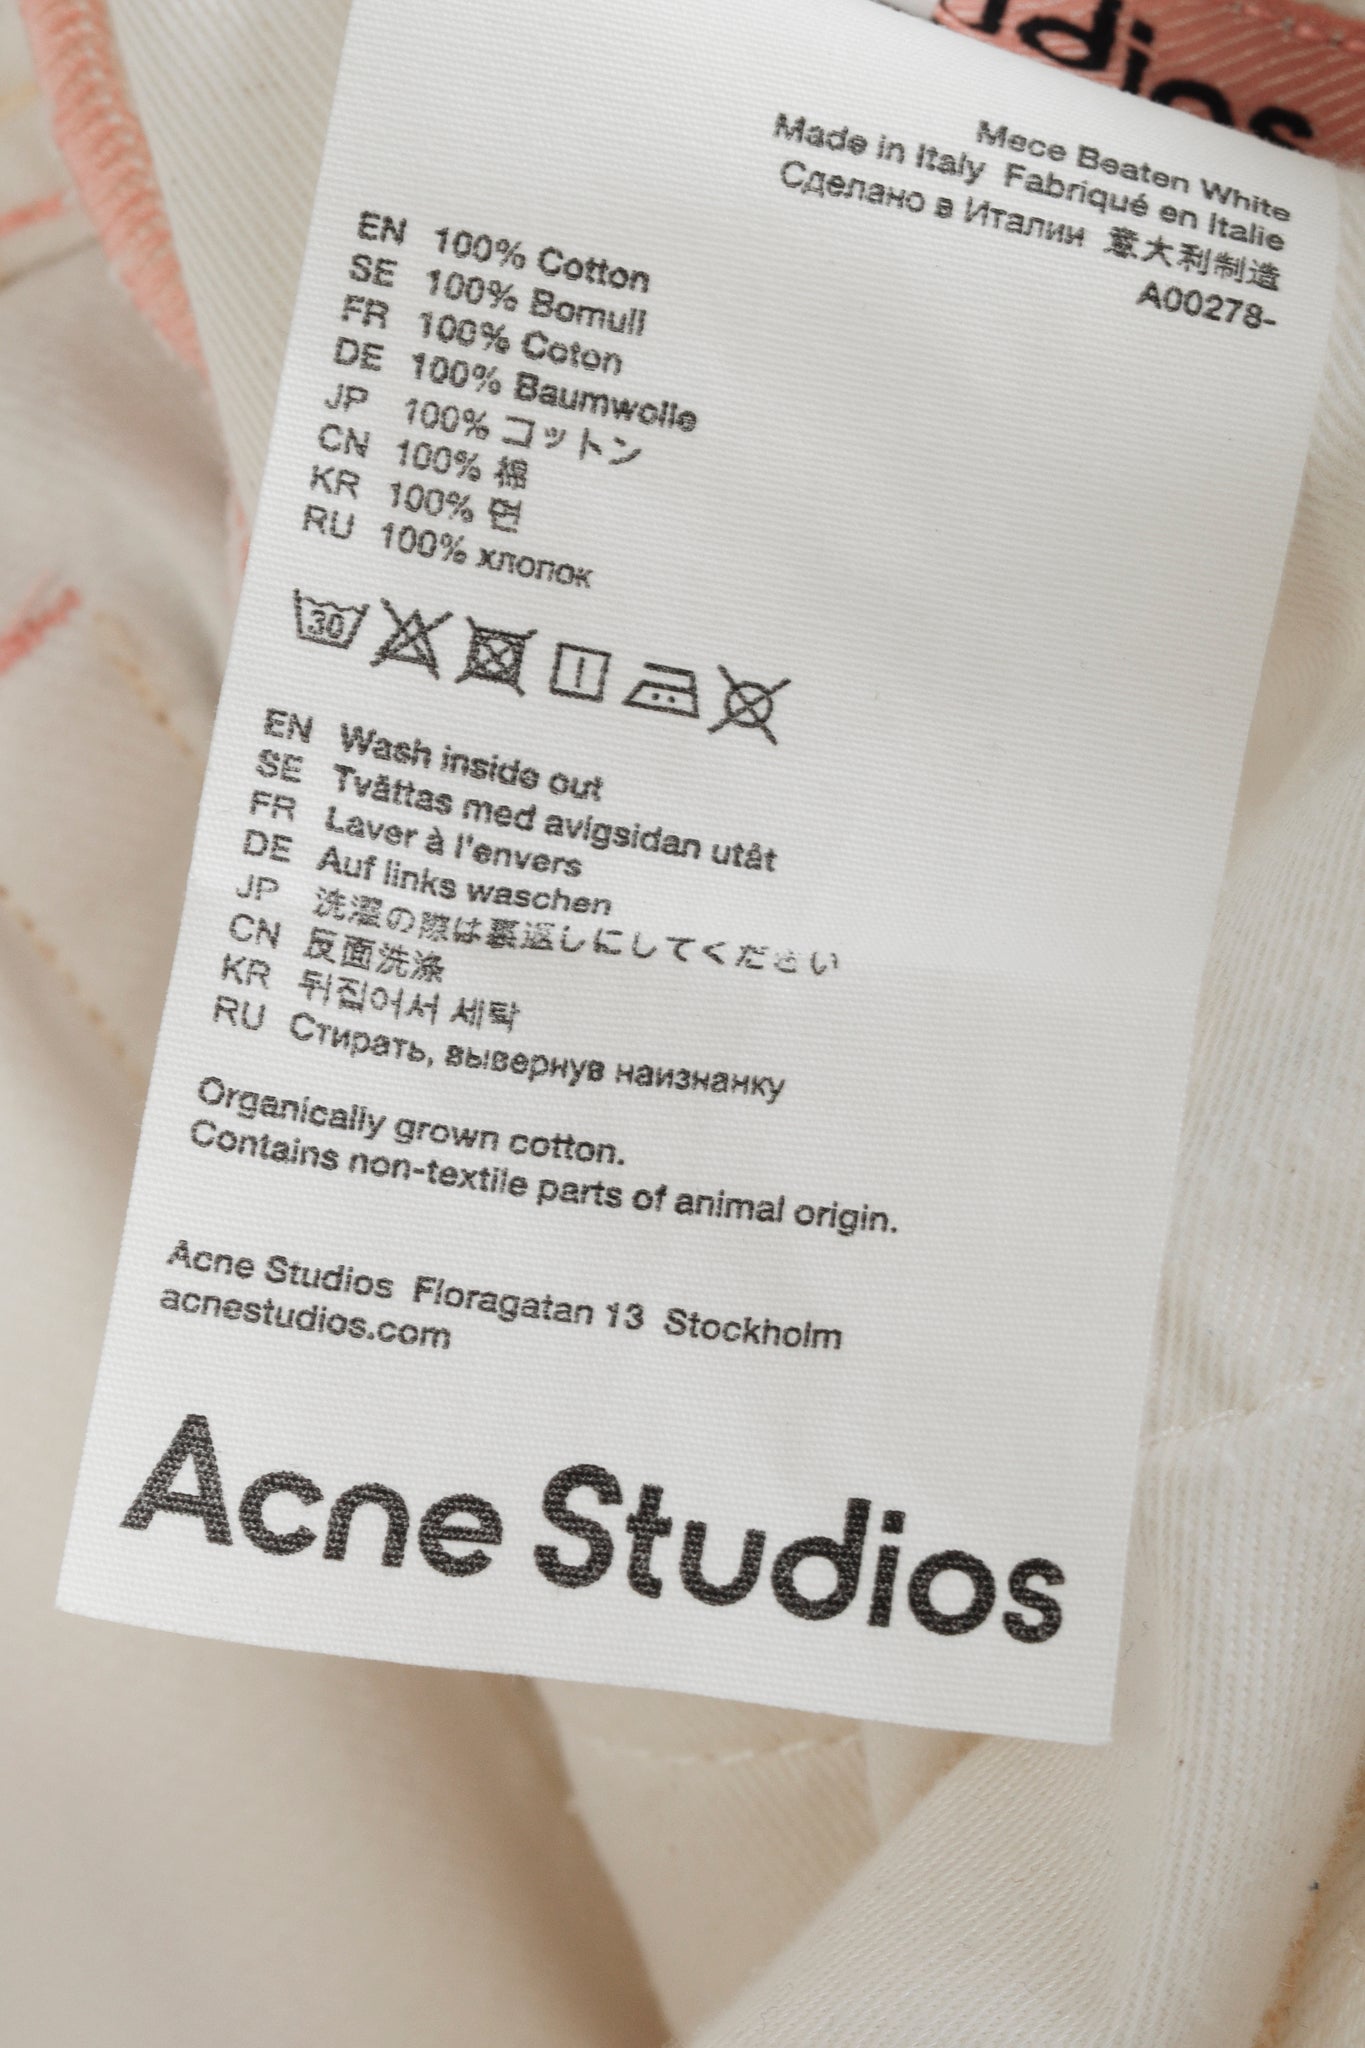 udios
Mece Beaten White
Made in Italy Fabriqué en Italie
Сделано в Италии 意大利制造
A00278-
EN 100% Cotton
SE 100% Bomull
FR 100% Coton
DE 100% Baumwolle
JP 100% コットン
CN 100% 棉
KR 100% 면
RU 100% хлопок
30
EN Wash inside out
SE Tvättas med avigsidan utåt
FR Laver à l'envers
DE Auf links waschen
JP 洗濯の際は裏返しにしてください
CN 反面洗涤
KR 뒤집어서 세탁
RU Стирать, вывернув наизнанку
Organically grown cotton.
Contains non-textile parts of animal origin.
Acne Studios Floragatan 13 Stockholm
acnestudios.com
Acne Studios